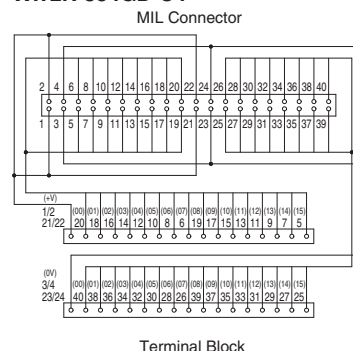 MIL Connector
2 4 6 8 10 12 14 16 18 20 22 24 26 28 30 32 34 36 38 40
1 3 5 7 9 11 13 15 17 19 21 23 25 27 29 31 33 35 37 39
(+V)
1/2 (00) (01) (02) (03) (04) (05) (06) (07) (08) (09) (10) (11) (12) (13) (14) (15)
21/22 20 18 16 14 12 10 8 6 19 17 15 13 11 9 7 5
(0V)
3/4 (00) (01) (02) (03) (04) (05) (06) (07) (08) (09) (10) (11) (12) (13) (14) (15)
23/24 40 38 36 34 32 30 28 26 39 37 35 33 31 29 27 25
Terminal Block